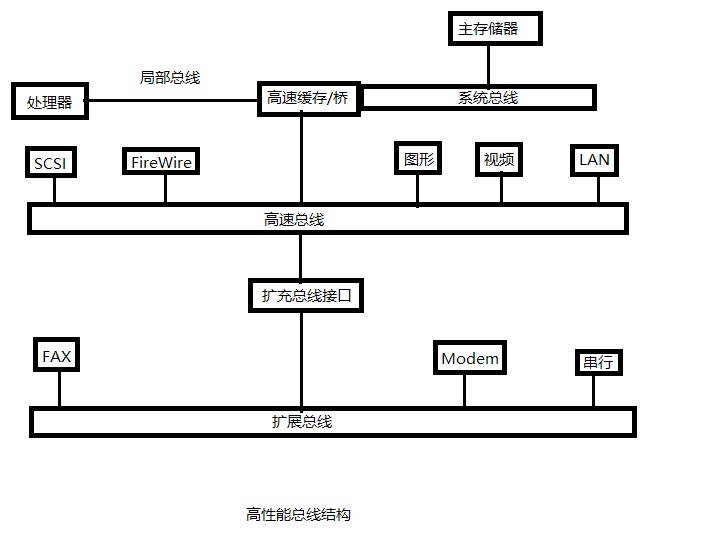 主存储器
局部总线
处理器
高速缓存/桥
系统总线
SCSI
FireWire
图形
视频
LAN
高速总线
扩充总线接口
FAX
Modem
串行
扩展总线
高性能总线结构